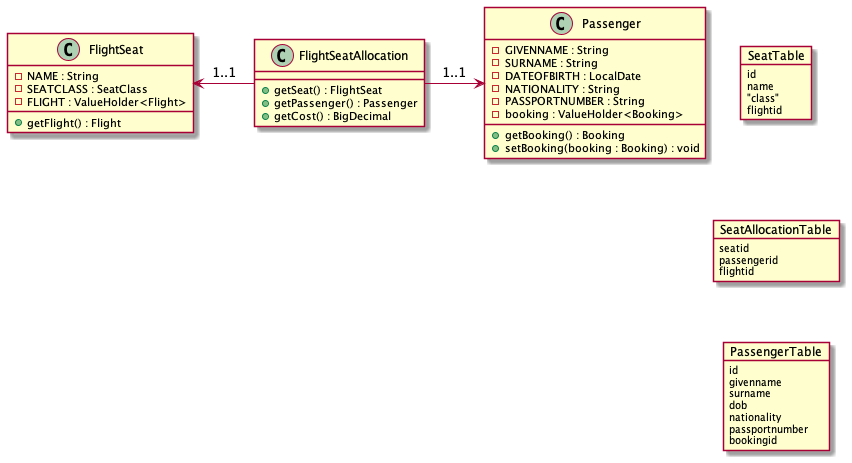 C FlightSeat
NAME : String
SEATCLASS : SeatClass
FLIGHT : ValueHolder<Flight>
getFlight() : Flight
1..1
C FlightSeatAllocation
getSeat() : FlightSeat
getPassenger() : Passenger
getCost() : BigDecimal
1..1
C Passenger
GIVENNAME : String
SURNAME : String
DATEOFBIRTH : LocalDate
NATIONALITY : String
PASSPORTNUMBER : String
booking : ValueHolder<Booking>
getBooking() : Booking
setBooking(booking : Booking) : void
SeatTable
id
name
"class"
flightid
SeatAllocationTable
seatid
passengerid
flightid
PassengerTable
id
givenname
surname
dob
nationality
passportnumber
bookingid